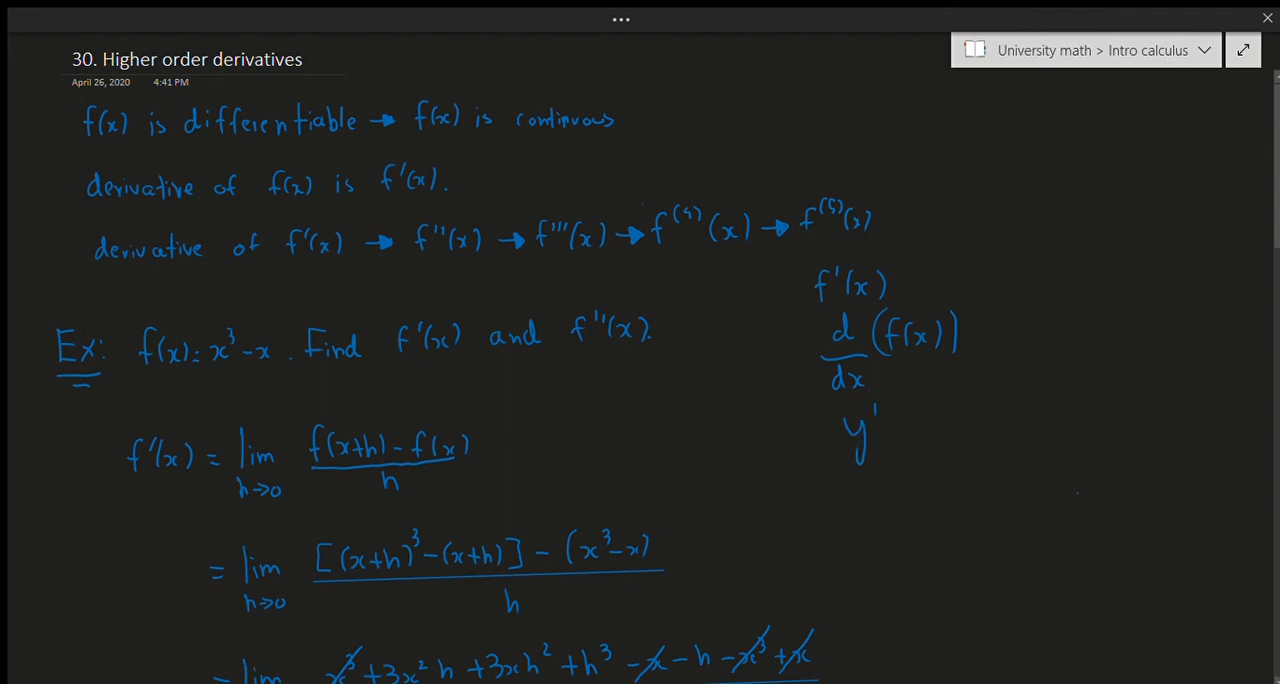 30. Higher order derivatives
University math > Intro calculus
April 26, 2020 4:41 PM
f(x) is differentiable → f(x) is continuous
derivative of f(x) is f'(x).
derivative of f'(x) → f''(x) → f'''(x) → f⁽⁴⁾(x) → f⁽⁵⁾(x)
f'(x)
d/dx (f(x))
y'
Ex: f(x) = x³ - x. Find f'(x) and f''(x).
f'(x) = lim h→0 f(x+h) - f(x) / h
= lim h→0 [(x+h)³ - (x+h)] - (x³ - x) / h
= lim x³ + 3x²h + 3xh² + h³ - x - h - x³ + x